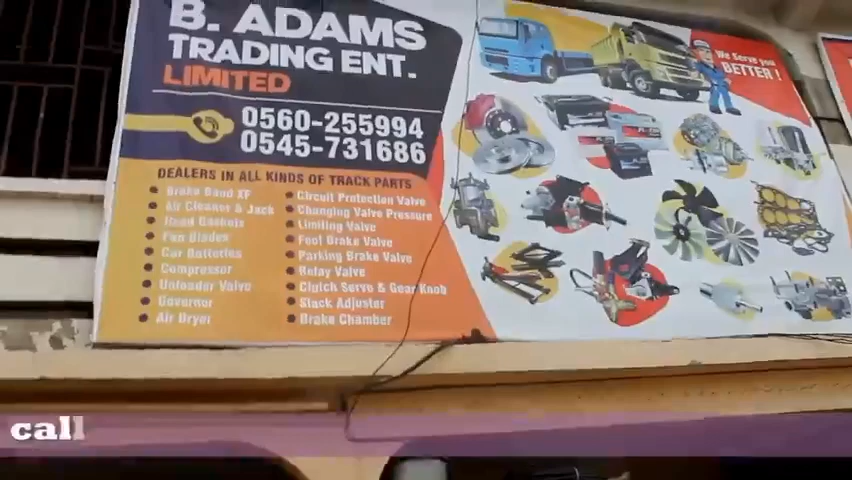 B. ADAMS
TRADING ENT.
LIMITED
0560-255994
0545-731686
We Serve you
BETTER !
DEALERS IN ALL KINDS OF TRACK PARTS
Brake Band XF
Air Cleaner & Jack
Head Gaskets
Fan Blades
Car Batteries
Compressor
Unloader Valve
Governor
Air Dryer
Circuit Protection Valve
Changing Valve Pressure
Limiting Valve
Foot Brake Valve
Parking Brake Valve
Relay Valve
Clutch Servo & Gear Knob
Slack Adjuster
Brake Chamber
call